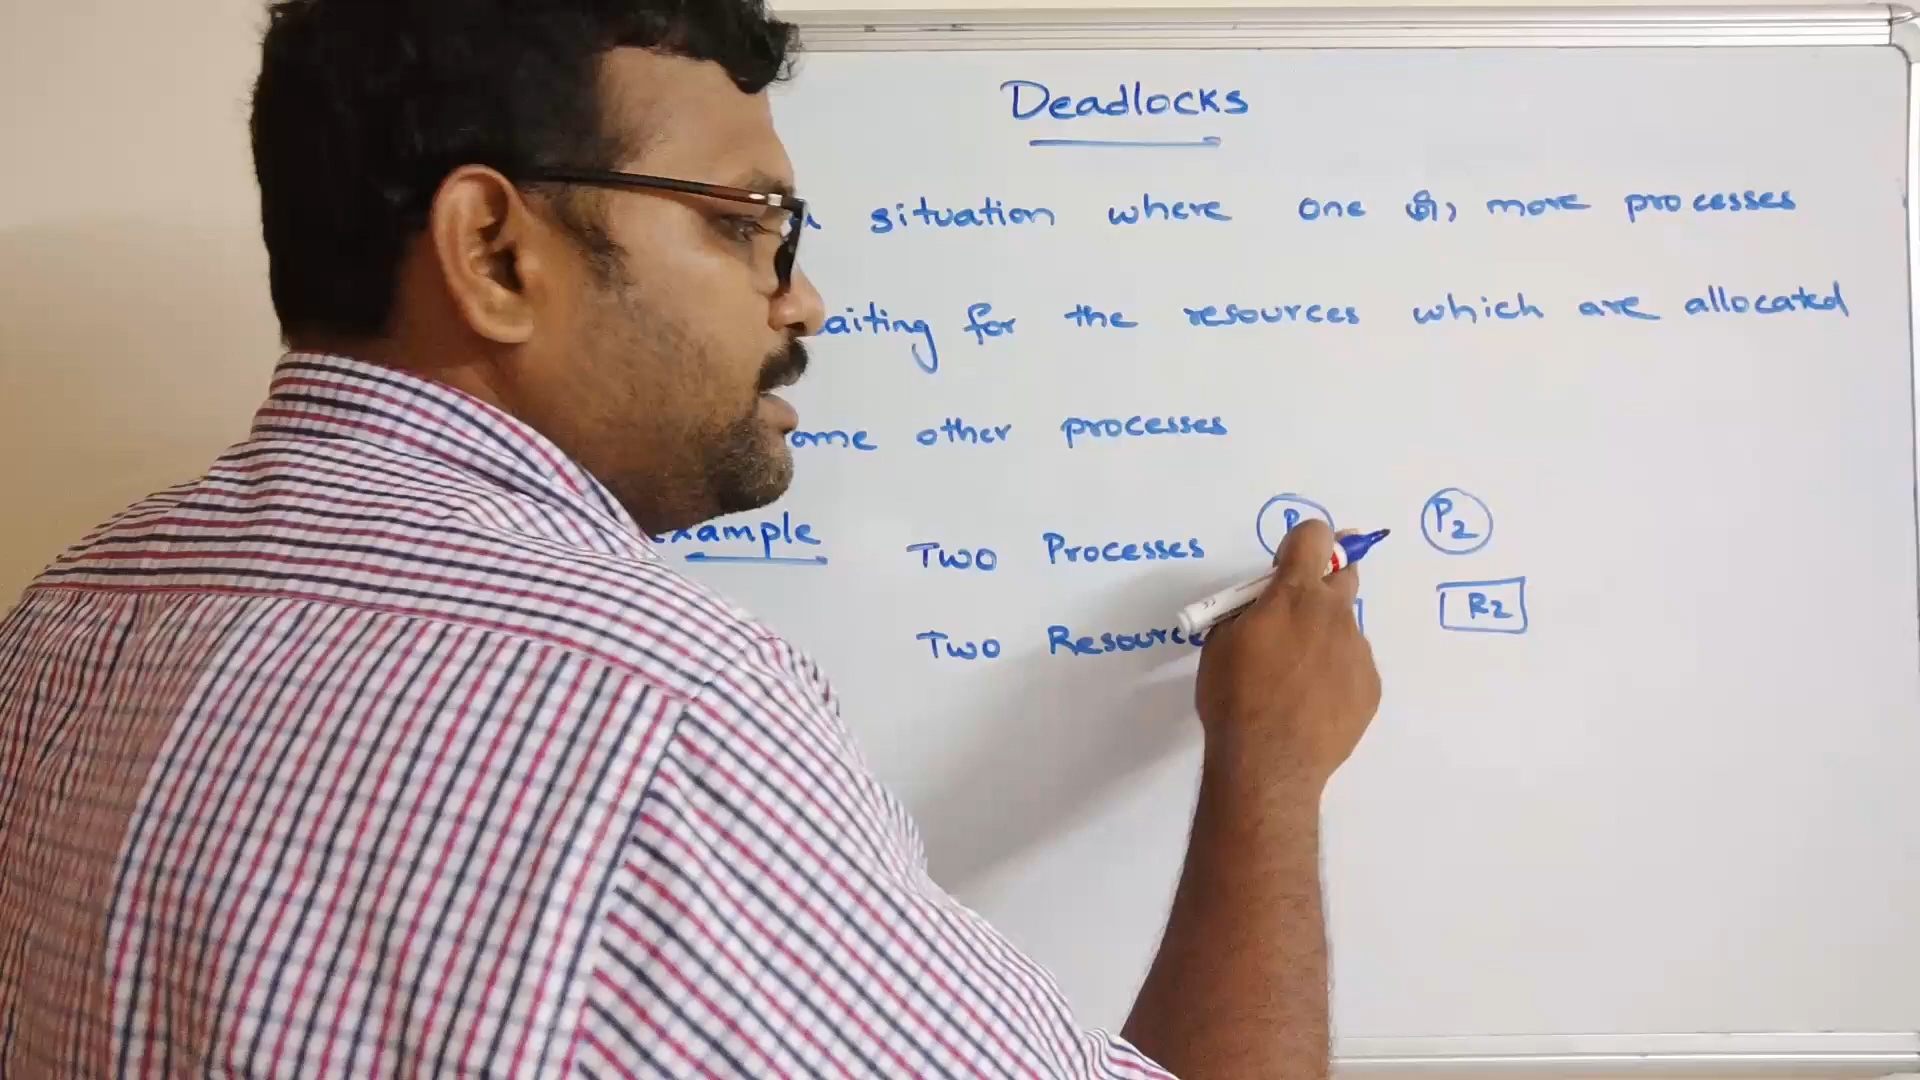 Deadlocks
situation where one or, more processes
aiting for the resources which are allocated
ome other processes
xample Two Processes P P2
Two Resource R2